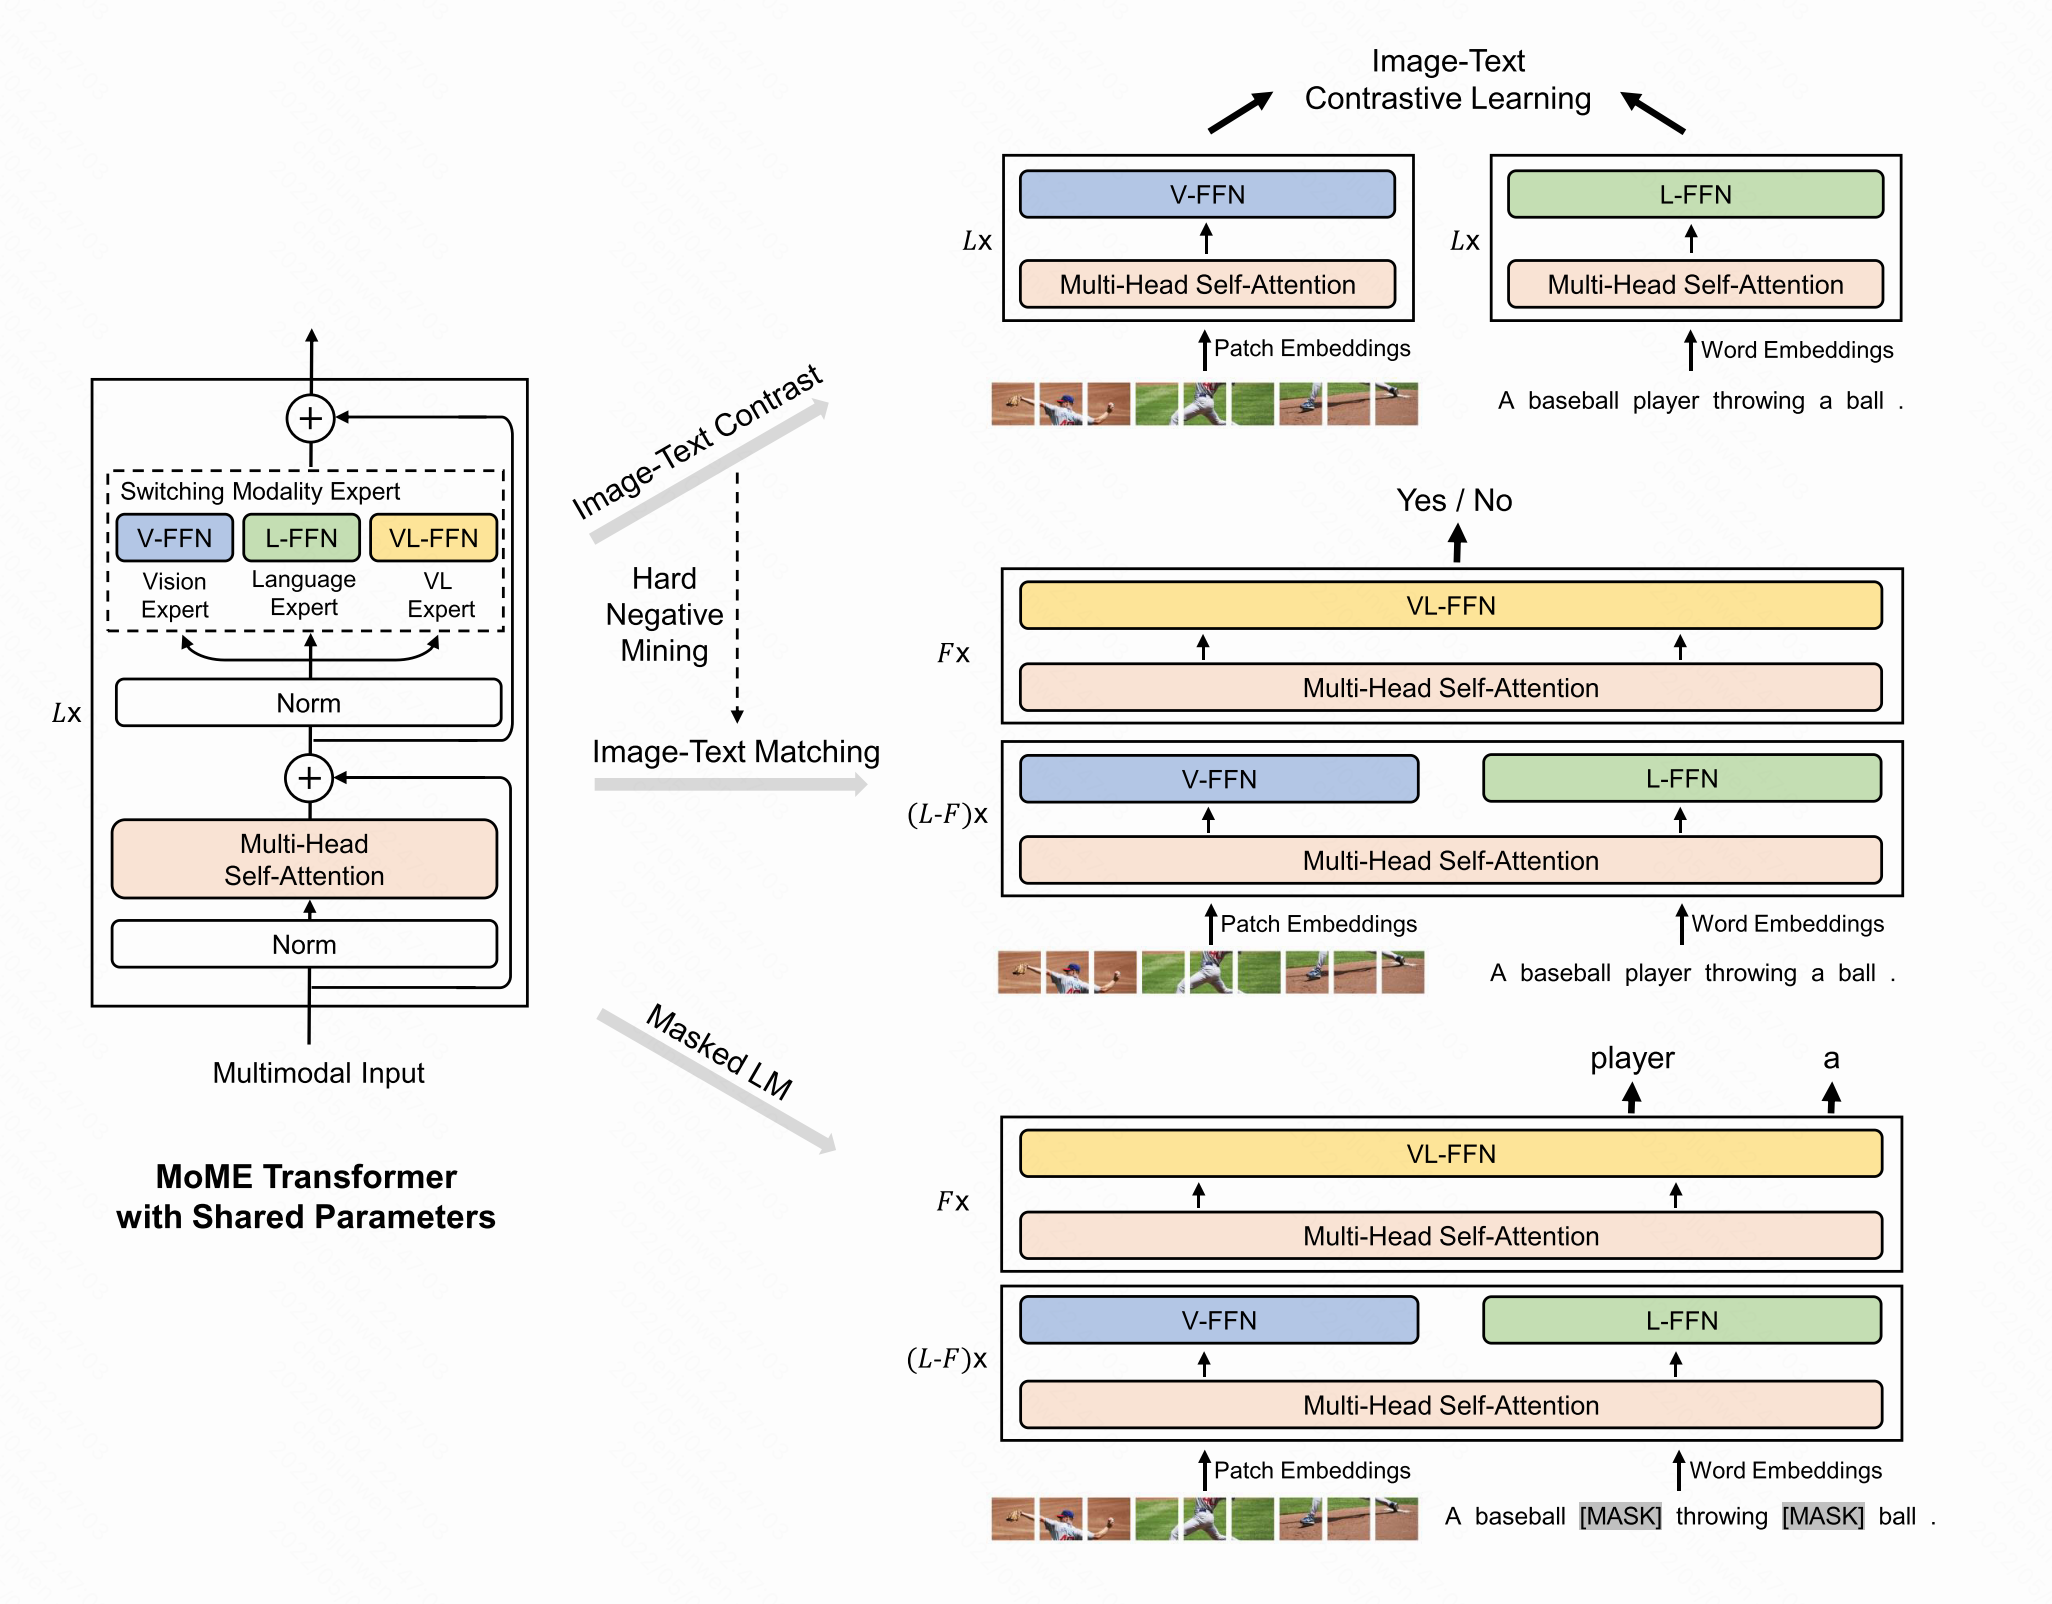 Image-Text
Contrastive Learning
V-FFN
L-FFN
Lx
Multi-Head Self-Attention
Lx
Multi-Head Self-Attention
Patch Embeddings
Word Embeddings
A baseball player throwing a ball .
Switching Modality Expert
V-FFN
L-FFN
VL-FFN
Vision
Expert
Language
Expert
VL
Expert
Norm
Lx
Multi-Head
Self-Attention
Norm
Multimodal Input
MoME Transformer
with Shared Parameters
Image-Text Contrast
Hard
Negative
Mining
Image-Text Matching
Masked LM
Yes / No
VL-FFN
Fx
Multi-Head Self-Attention
V-FFN
L-FFN
(L-F)x
Multi-Head Self-Attention
Patch Embeddings
Word Embeddings
A baseball player throwing a ball .
player
a
VL-FFN
Fx
Multi-Head Self-Attention
V-FFN
L-FFN
(L-F)x
Multi-Head Self-Attention
Patch Embeddings
Word Embeddings
A baseball [MASK] throwing [MASK] ball .